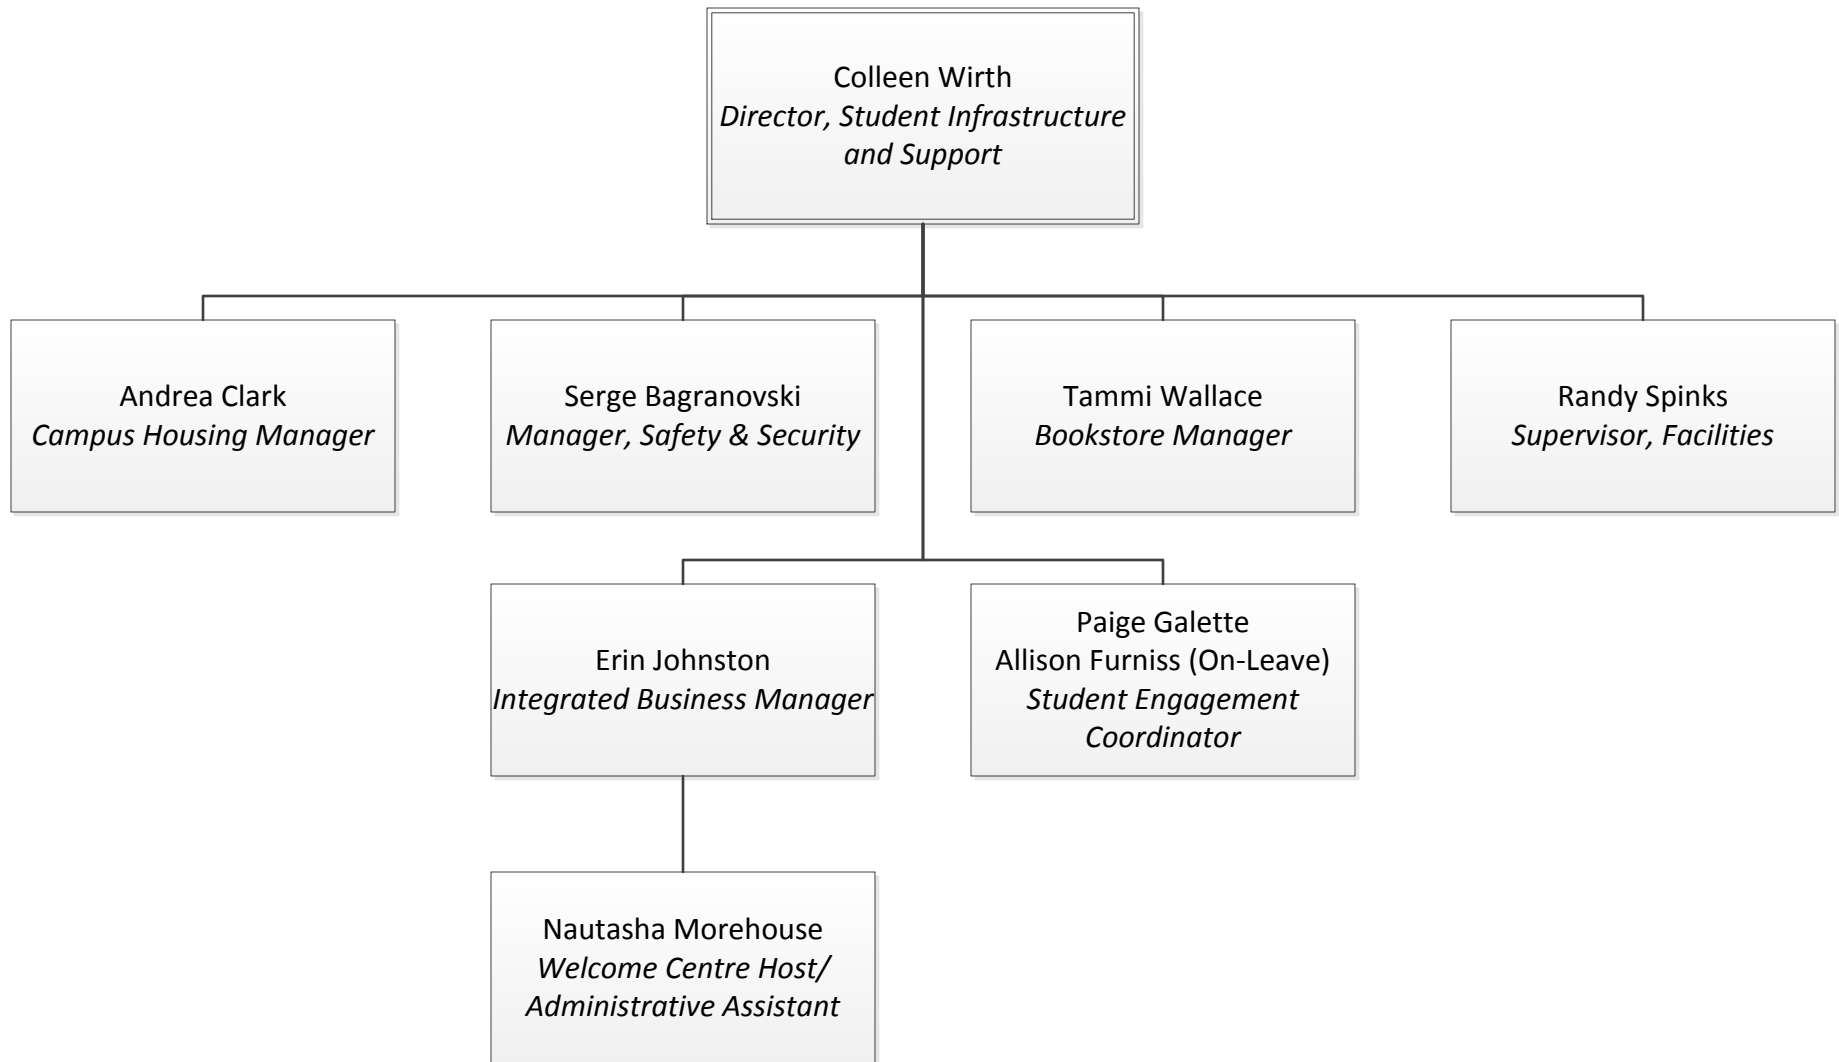 Colleen Wirth
Director, Student Infrastructure
and Support
Andrea Clark
Campus Housing Manager
Serge Bagranovski
Manager, Safety & Security
Tammi Wallace
Bookstore Manager
Randy Spinks
Supervisor, Facilities
Erin Johnston
Integrated Business Manager
Paige Galette
Allison Furniss (On-Leave)
Student Engagement
Coordinator
Nautasha Morehouse
Welcome Centre Host/
Administrative Assistant